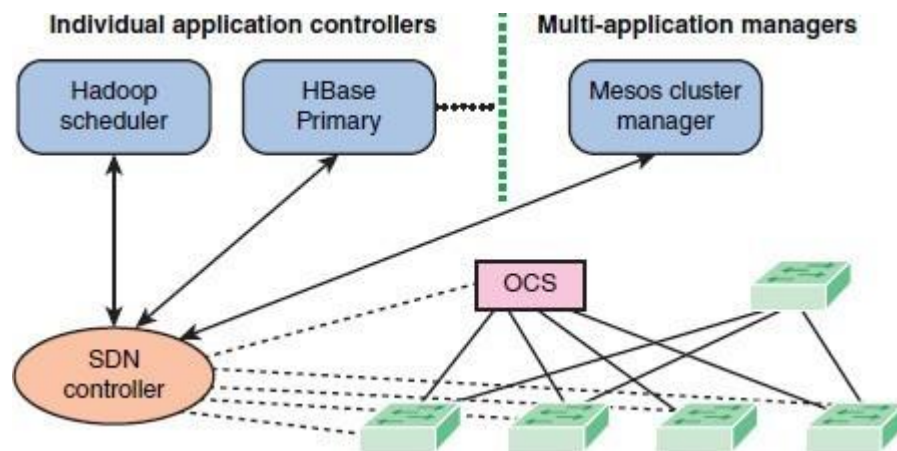 Individual application controllers
Multi-application managers
Hadoop
scheduler
HBase
Primary
Mesos cluster
manager
OCS
SDN
controller